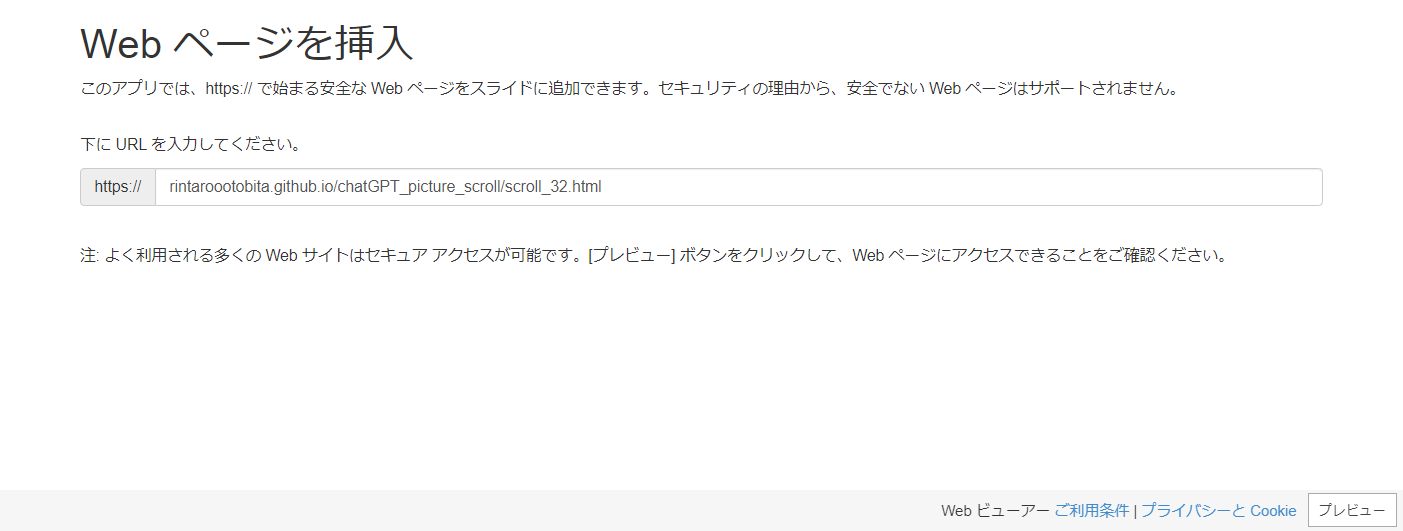 Web ページを挿入
このアプリでは、https:// で始まる安全な Web ページをスライドに追加できます。セキュリティの理由から、安全でない Web ページはサポートされません。
下に URL を入力してください。
https:// rintaroootobita.github.io/chatGPT_picture_scroll/scroll_32.html
注: よく利用される多くの Web サイトはセキュア アクセスが可能です。[プレビュー] ボタンをクリックして、Web ページにアクセスできることをご確認ください。
Web ビューアー ご利用条件 | プライバシーと Cookie プレビュー